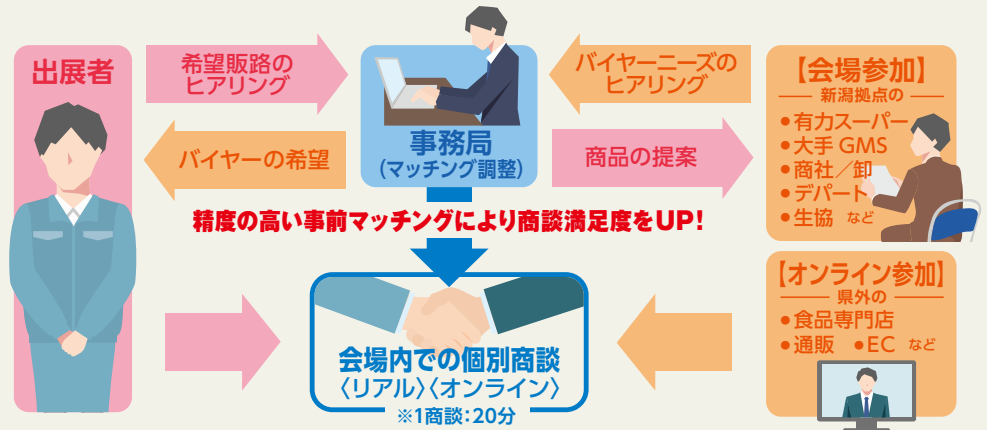 出展者
希望販路の
ヒアリング
バイヤーの希望
事務局
(マッチング調整)
バイヤーニーズの
ヒアリング
商品の提案
【会場参加】
新潟拠点の
●有力スーパー
●大手GMS
●商社／卸
●デパート
●生協 など
精度の高い事前マッチングにより商談満足度をUP!
【オンライン参加】
県外の
●食品専門店
●通販 ●EC など
会場内での個別商談
〈リアル〉〈オンライン〉
※1商談：20分